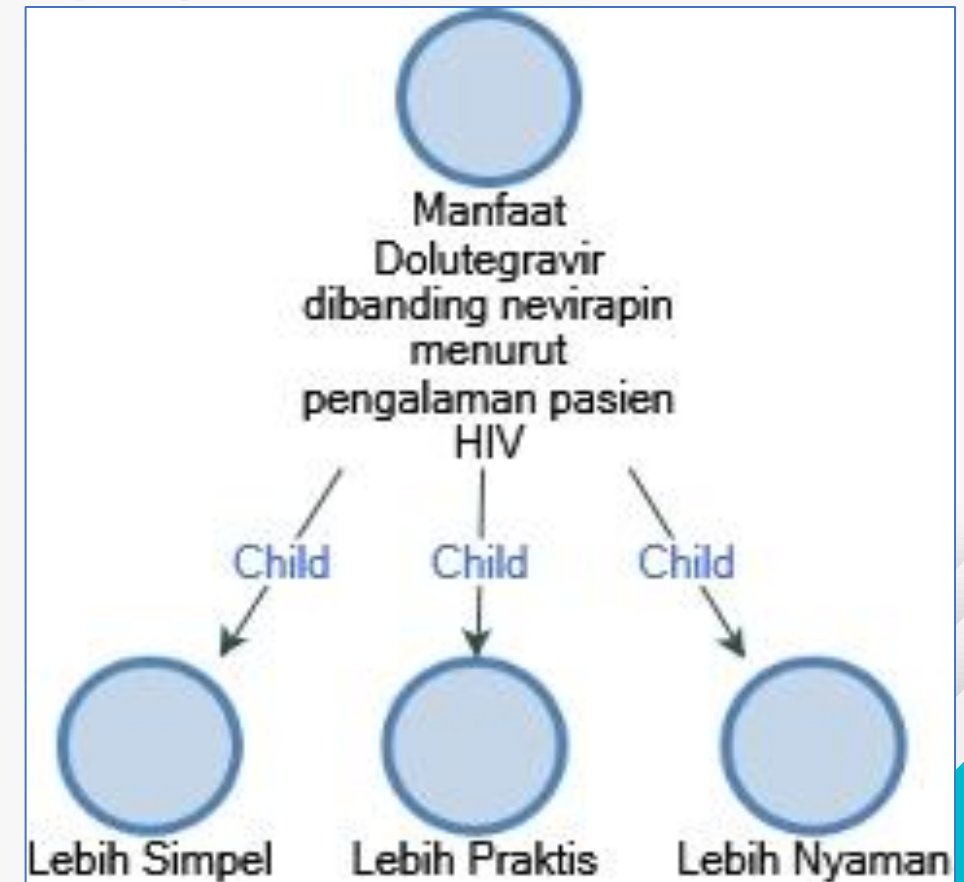 Manfaat
Dolutegravir
dibanding nevirapin
menurut
pengalaman pasien
HIV
Child Child Child
Lebih Simpel Lebih Praktis Lebih Nyaman